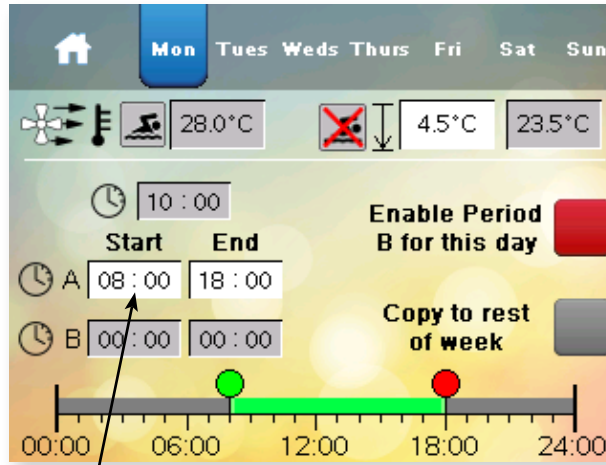 Mon Tues Weds Thurs Fri Sat Sun
28.0°C 4.5°C 23.5°C
10 : 00
Start End
A 08 : 00 18 : 00
B 00 : 00 00 : 00
Enable Period
B for this day
Copy to rest
of week
00:00 06:00 12:00 18:00 24:00